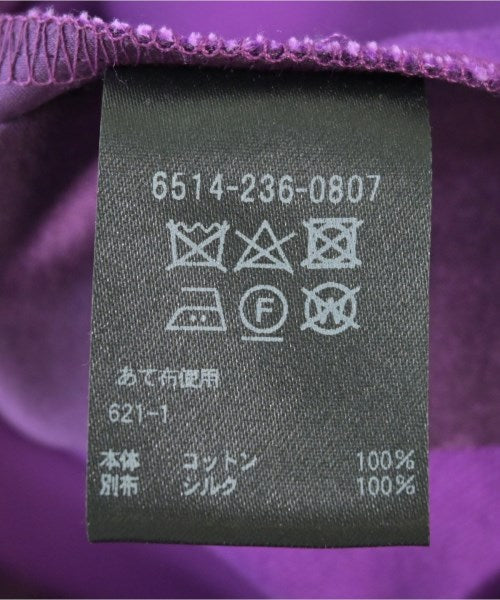 6514-236-0807
F W
あて布使用
621-1
本体 コットン 100%
別布 シルク 100%